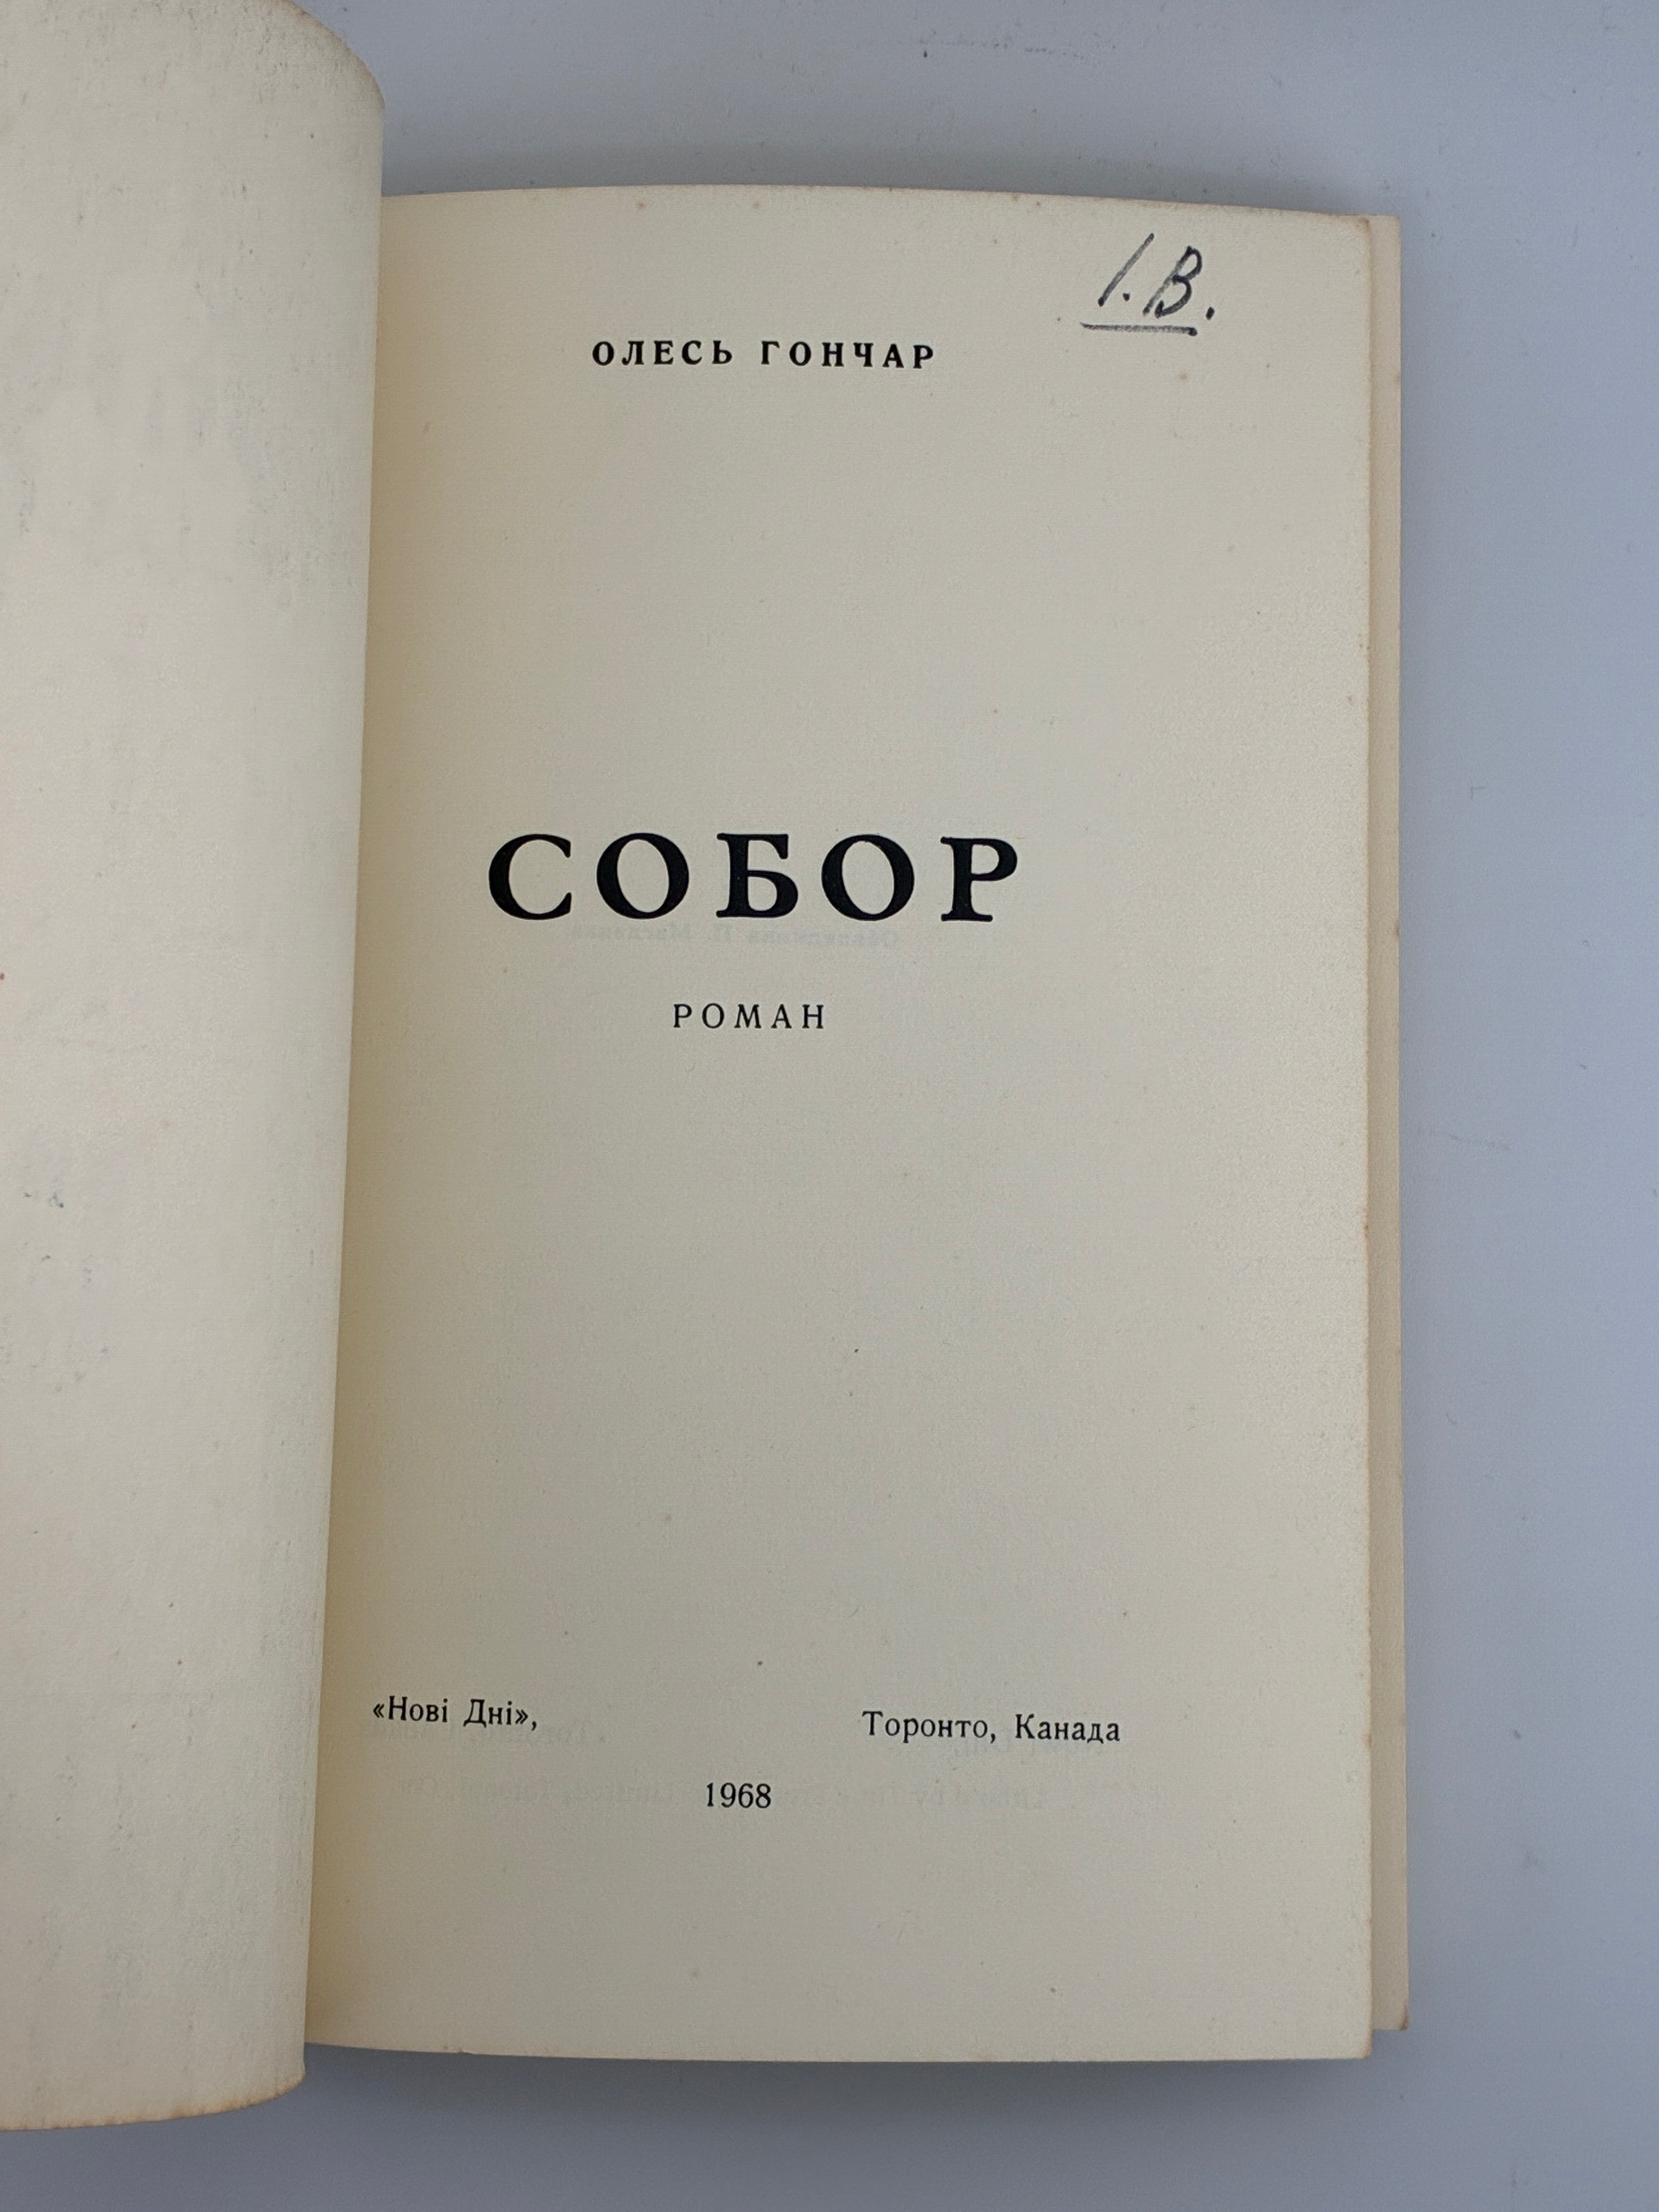 І.В.
ОЛЕСЬ ГОНЧАР
СОБОР
РОМАН
«Нові Дні», Торонто, Канада
1968